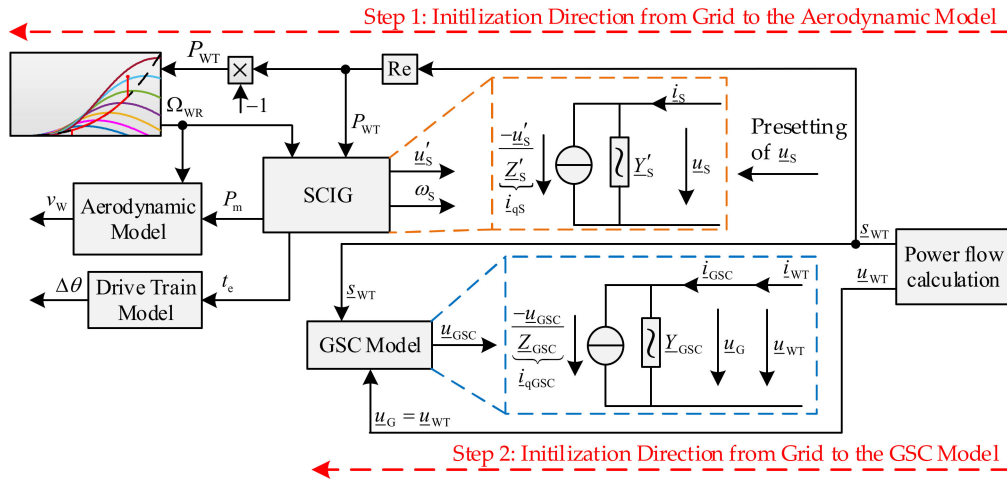 Step 1: Initilization Direction from Grid to the Aerodynamic Model
P_WT
×
Re
−1
Ω_WR
P_WT
SCIG
u′_S
ω_S
−u′_S
Z′_S
i_qS
Y′_S
i_S
u_S
Presetting
of u_S
v_W
Aerodynamic
Model
P_m
Δθ
Drive Train
Model
t_e
s_WT
u_WT
Power flow
calculation
s_WT
GSC Model
u_GSC
−u_GSC
Z_GSC
i_qGSC
Y_GSC
i_GSC
i_WT
u_G
u_WT
u_G = u_WT
Step 2: Initilization Direction from Grid to the GSC Model